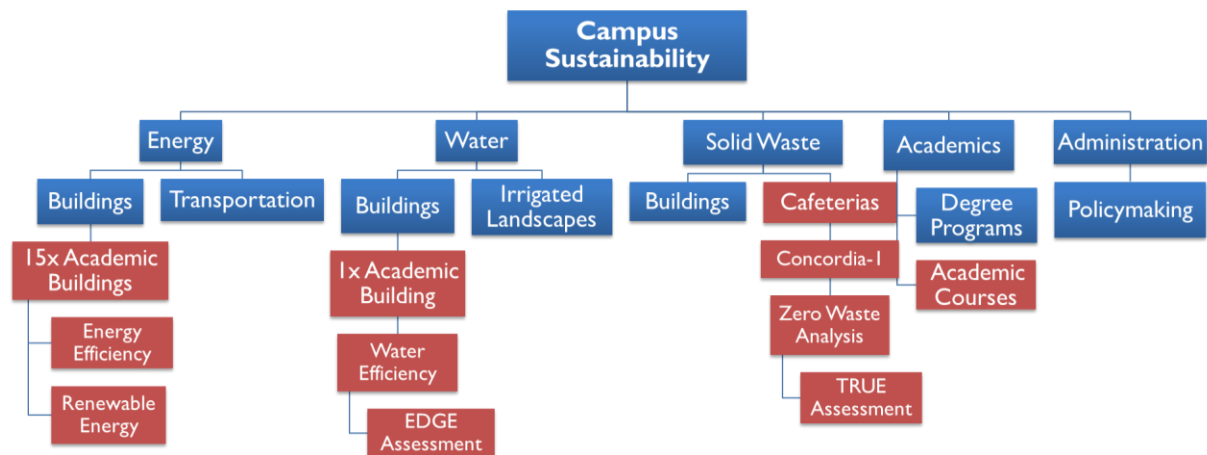 Campus
Sustainability
Energy
Water
Solid Waste
Academics
Administration
Buildings
Transportation
Buildings
Irrigated
Landscapes
Buildings
Cafeterias
Degree
Programs
Policymaking
15x Academic
Buildings
1x Academic
Building
Concordia-1
Academic
Courses
Energy
Efficiency
Water
Efficiency
Zero Waste
Analysis
Renewable
Energy
EDGE
Assessment
TRUE
Assessment